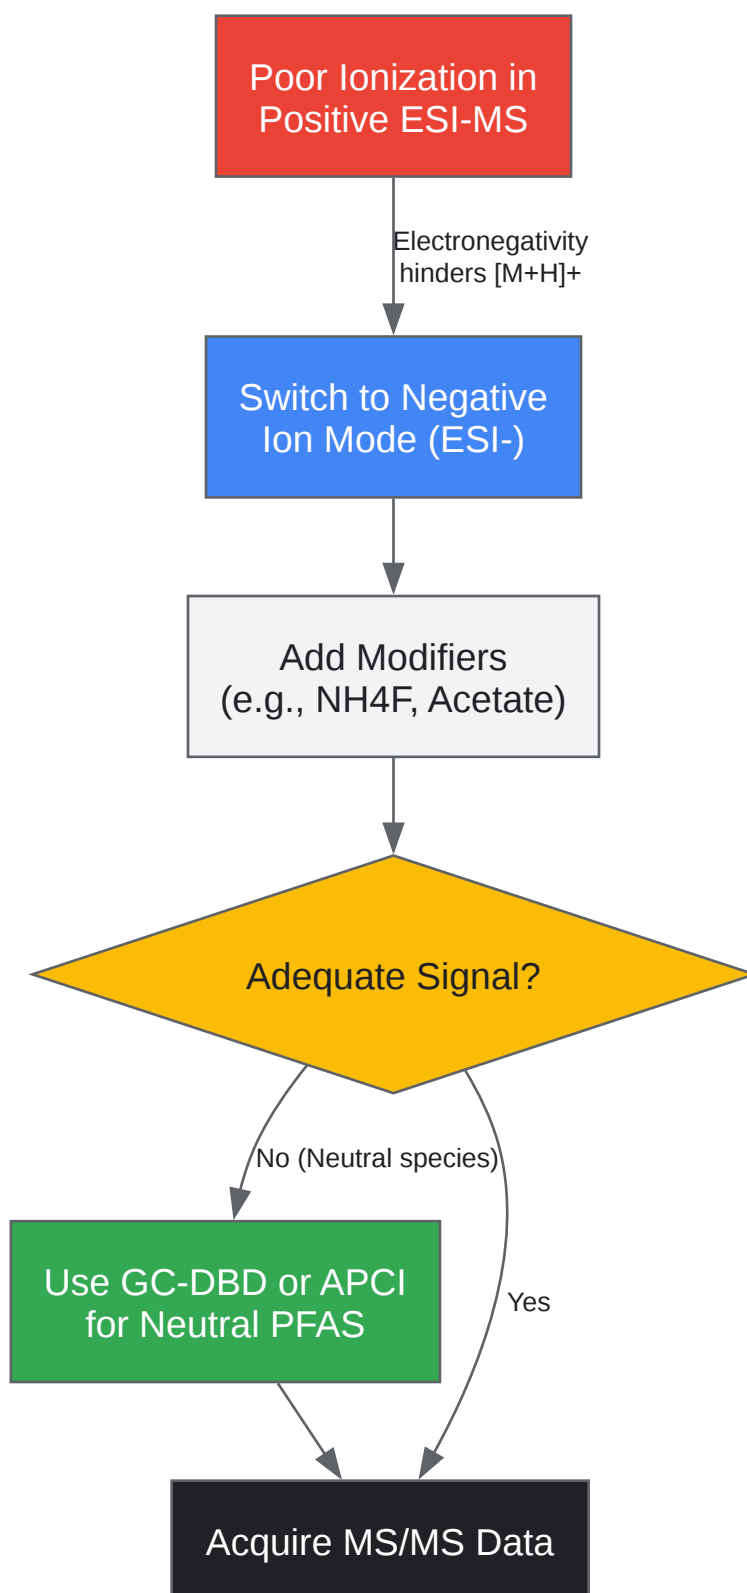 Poor Ionization in
Positive ESI-MS
Electronegativity
hinders [M+H]+
Switch to Negative
Ion Mode (ESI-)
Add Modifiers
(e.g., NH4F, Acetate)
Adequate Signal?
No (Neutral species)
Use GC-DBD or APCI
for Neutral PFAS
Yes
Acquire MS/MS Data